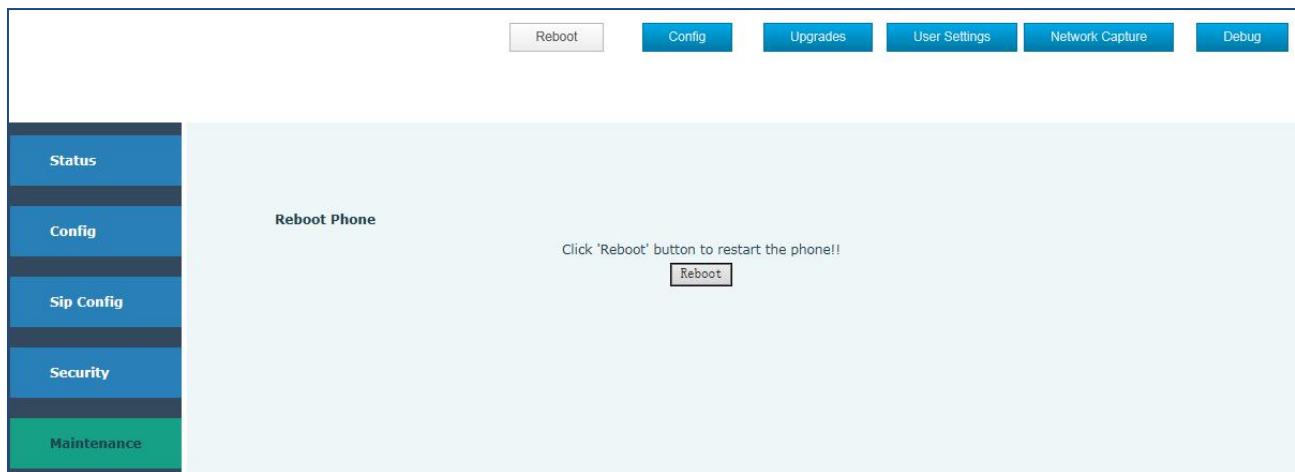 Reboot Config Upgrades User Settings Network Capture Debug
Status
Config
Sip Config
Security
Maintenance
Reboot Phone
Click 'Reboot' button to restart the phone!!
Reboot